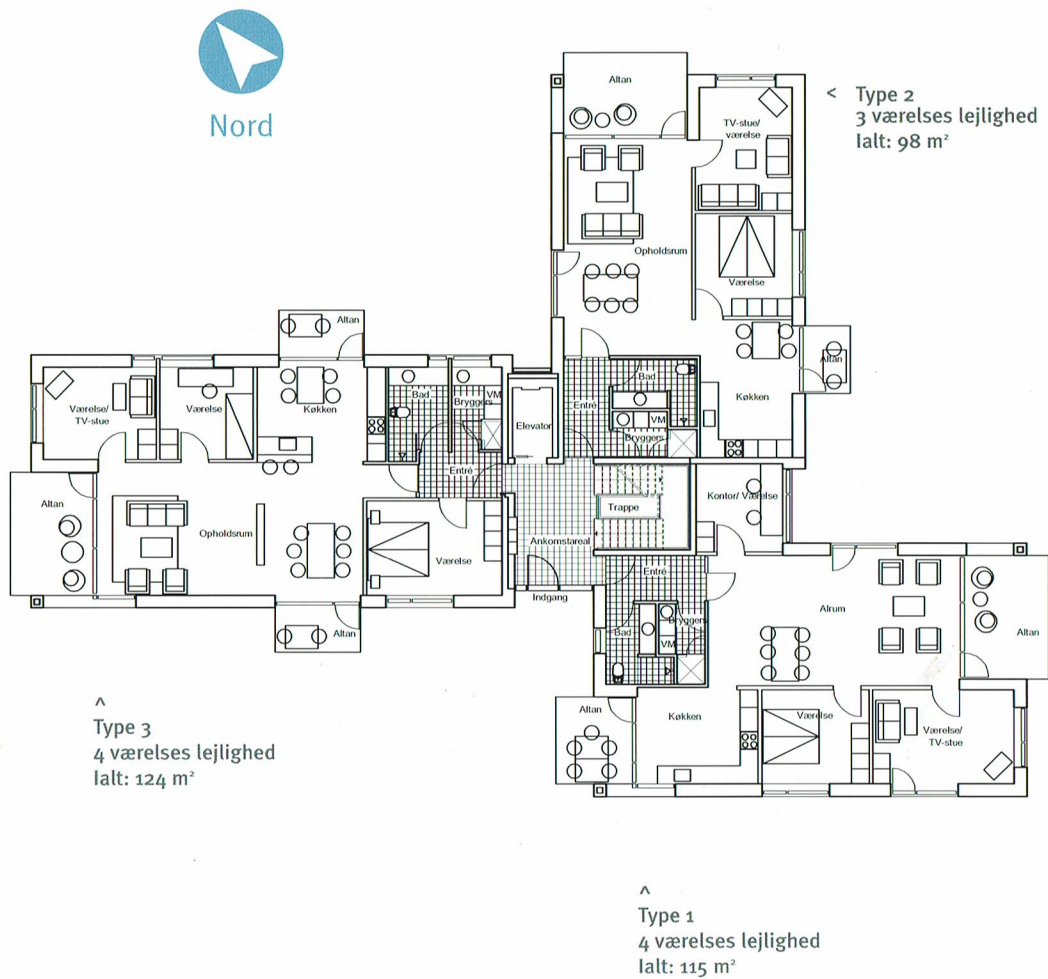 Nord
< Type 2
3 værelses lejlighed
Ialt: 98 m²
Altan
TV-stue/
værelse
Opholdsrum
Værelse
Altan
Køkken
Bad
Entré
VM
Bryggers
Altan
Værelse/
TV-stue
Værelse
Køkken
Bad
Bryggers
VM
Elevator
Entré
Altan
Opholdsrum
Værelse
Altan
Trappe
Ankomstareal
Indgang
Kontor/ Værelse
Entré
Bad
Bryggers
VM
Alrum
Altan
Altan
Køkken
Værelse
Værelse/
TV-stue
^
Type 3
4 værelses lejlighed
Ialt: 124 m²
^
Type 1
4 værelses lejlighed
Ialt: 115 m²